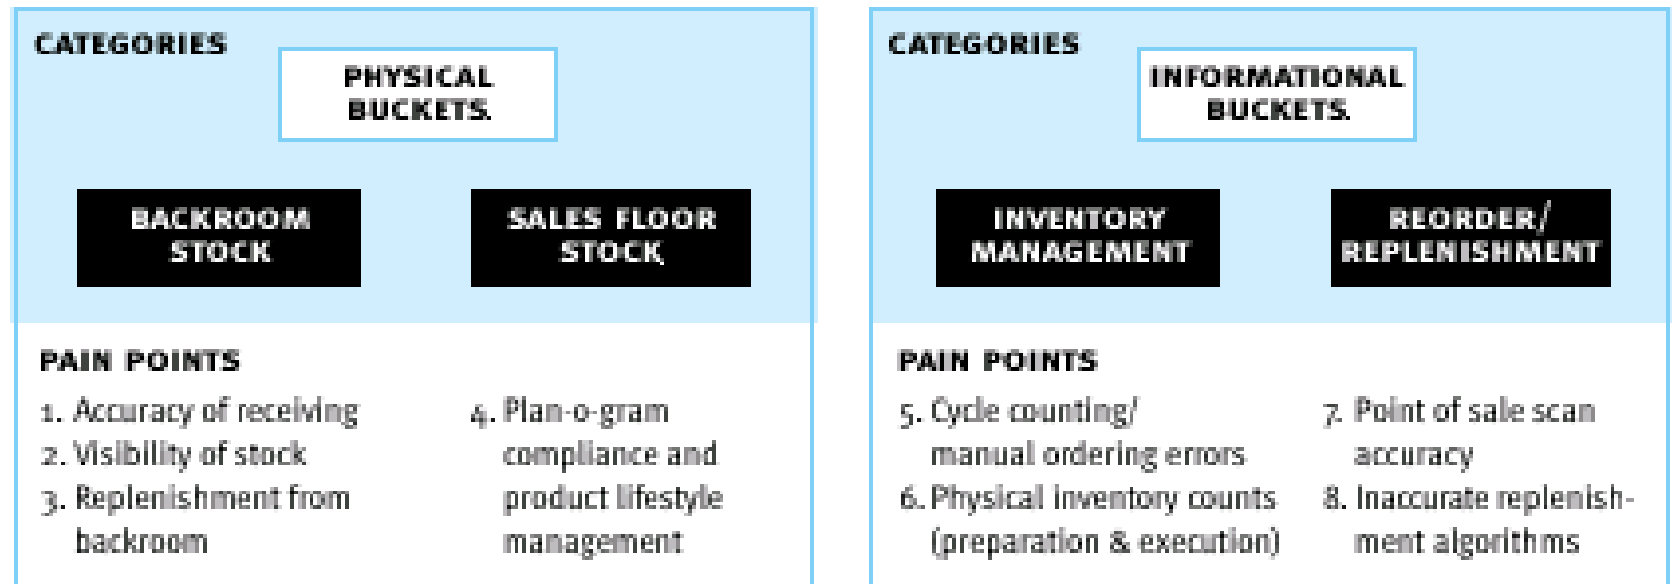 CATEGORIES
PHYSICAL
BUCKETS
BACKROOM
STOCK
SALES FLOOR
STOCK
PAIN POINTS
1. Accuracy of receiving
2. Visibility of stock
3. Replenishment from
backroom
4. Plan-o-gram
compliance and
product lifestyle
management
CATEGORIES
INFORMATIONAL
BUCKETS
INVENTORY
MANAGEMENT
REORDER/
REPLENISHMENT
PAIN POINTS
5. Cycle counting/
manual ordering errors
6. Physical inventory counts
(preparation & execution)
7. Point of sale scan
accuracy
8. Inaccurate replenish-
ment algorithms